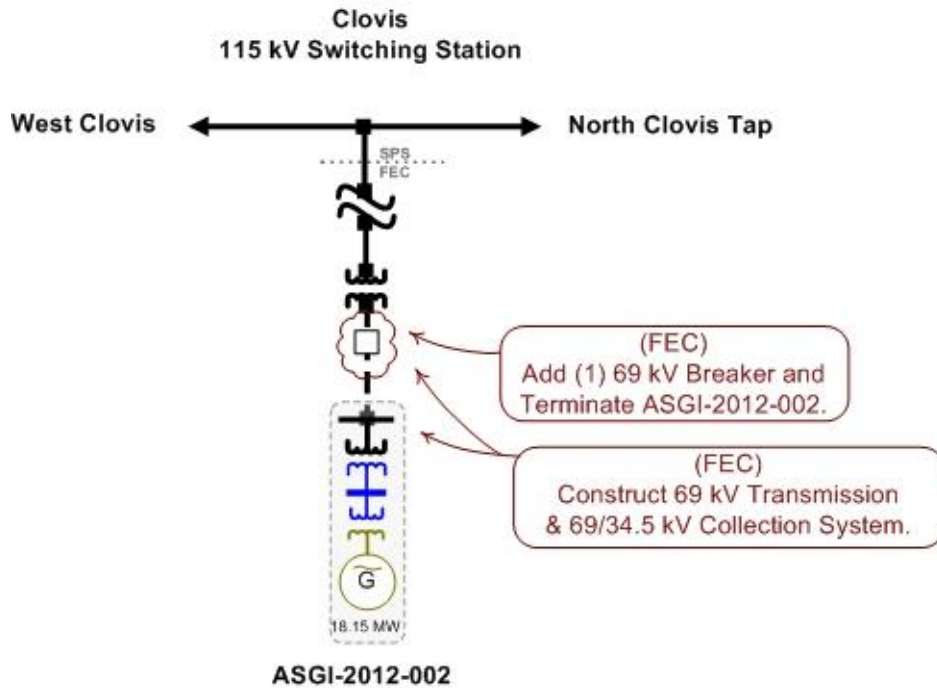 Clovis
115 kV Switching Station
West Clovis
North Clovis Tap
SPS
FEC
(FEC)
Add (1) 69 kV Breaker and
Terminate ASGI-2012-002.
(FEC)
Construct 69 kV Transmission
& 69/34.5 kV Collection System.
G
18.15 MW
ASGI-2012-002